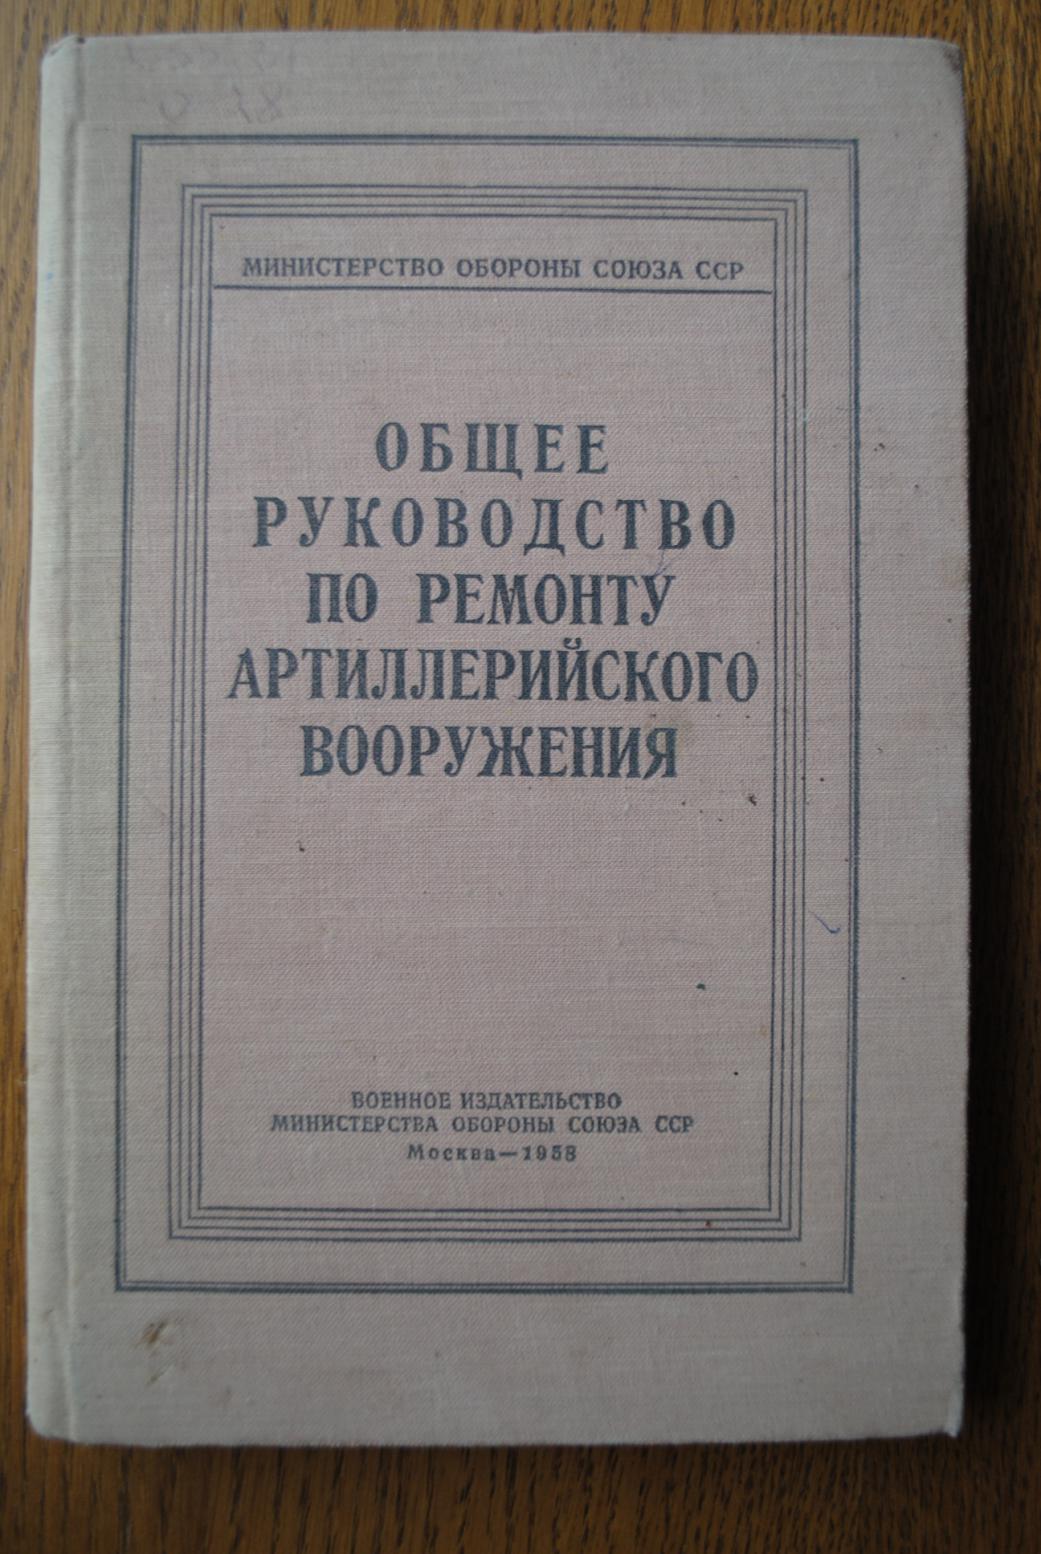 МИНИСТЕРСТВО ОБОРОНЫ СОЮЗА ССР
ОБЩЕЕ
РУКОВОДСТВО
ПО РЕМОНТУ
АРТИЛЛЕРИЙСКОГО
ВООРУЖЕНИЯ
ВОЕННОЕ ИЗДАТЕЛЬСТВО
МИНИСТЕРСТВА ОБОРОНЫ СОЮЗА ССР
Москва—1958